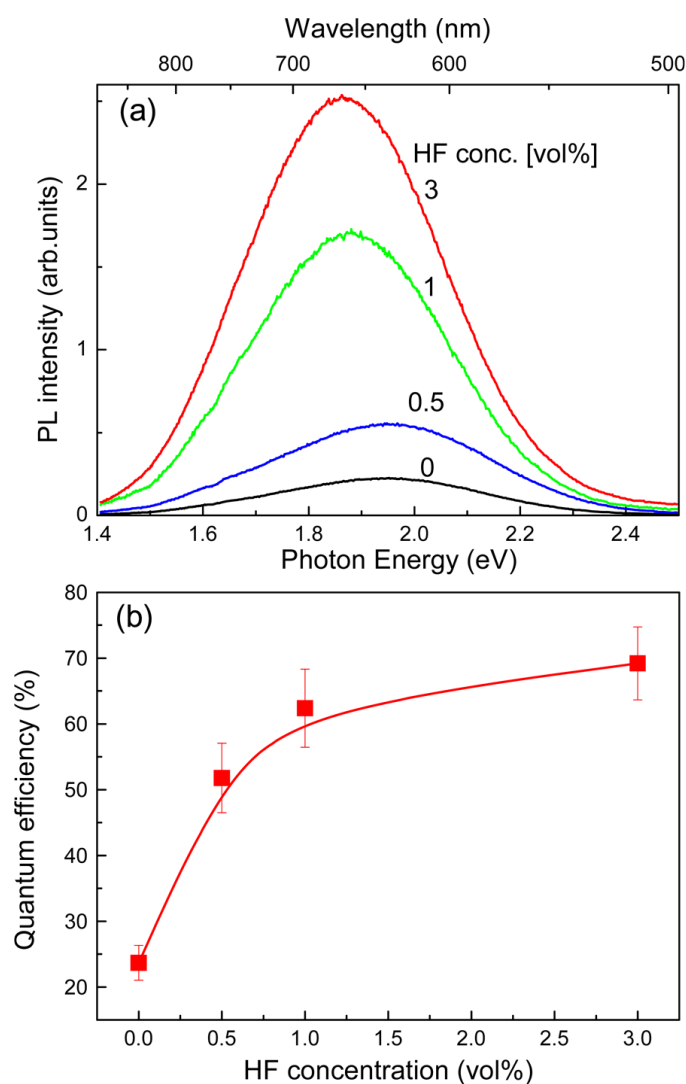 Wavelength (nm)
800 700 600 500
(a)
HF conc. [vol%]
3
1
0.5
0
PL intensity (arb.units)
2
1
0
1.4 1.6 1.8 2.0 2.2 2.4
Photon Energy (eV)
(b)
Quantum efficiency (%)
80
70
60
50
40
30
20
0.0 0.5 1.0 1.5 2.0 2.5 3.0
HF concentration (vol%)